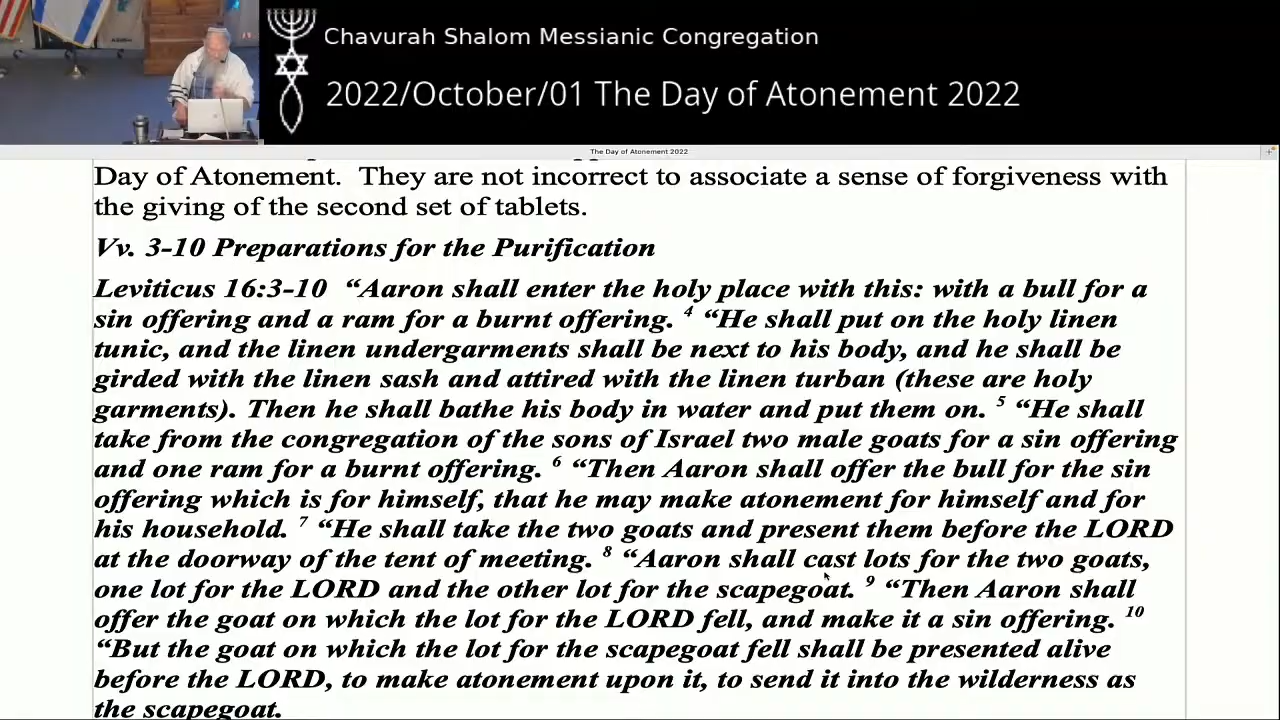 Chavurah Shalom Messianic Congregation
2022/October/01 The Day of Atonement 2022
The Day of Atonement 2022
Day of Atonement.  They are not incorrect to associate a sense of forgiveness with
the giving of the second set of tablets.
Vv. 3-10 Preparations for the Purification
Leviticus 16:3-10  “Aaron shall enter the holy place with this: with a bull for a
sin offering and a ram for a burnt offering. 4 “He shall put on the holy linen
tunic, and the linen undergarments shall be next to his body, and he shall be
girded with the linen sash and attired with the linen turban (these are holy
garments). Then he shall bathe his body in water and put them on. 5 “He shall
take from the congregation of the sons of Israel two male goats for a sin offering
and one ram for a burnt offering. 6 “Then Aaron shall offer the bull for the sin
offering which is for himself, that he may make atonement for himself and for
his household. 7 “He shall take the two goats and present them before the LORD
at the doorway of the tent of meeting. 8 “Aaron shall cast lots for the two goats,
one lot for the LORD and the other lot for the scapegoat. 9 “Then Aaron shall
offer the goat on which the lot for the LORD fell, and make it a sin offering. 10
“But the goat on which the lot for the scapegoat fell shall be presented alive
before the LORD, to make atonement upon it, to send it into the wilderness as
the scapegoat.